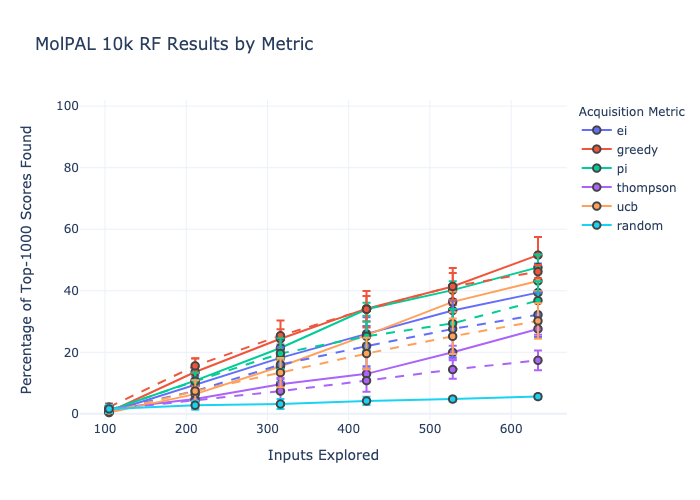 MolPAL 10k RF Results by Metric
Percentage of Top-1000 Scores Found
100
80
60
40
20
0
100
200
300
400
500
600
Inputs Explored
Acquisition Metric
ei
greedy
pi
thompson
ucb
random